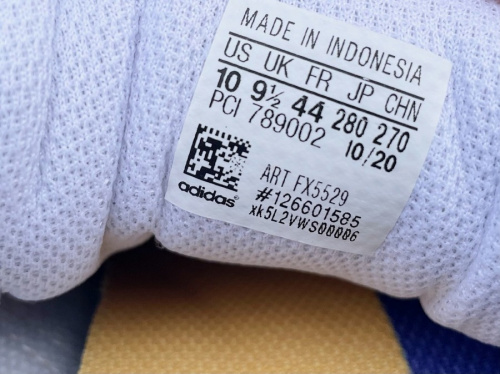 MADE IN INDONESIA
US UK FR JP CHN
10 9½ 44 280 270
PCI 789002 10/20
ART FX5529
#126601585
xk5L2VWS00006
adidas